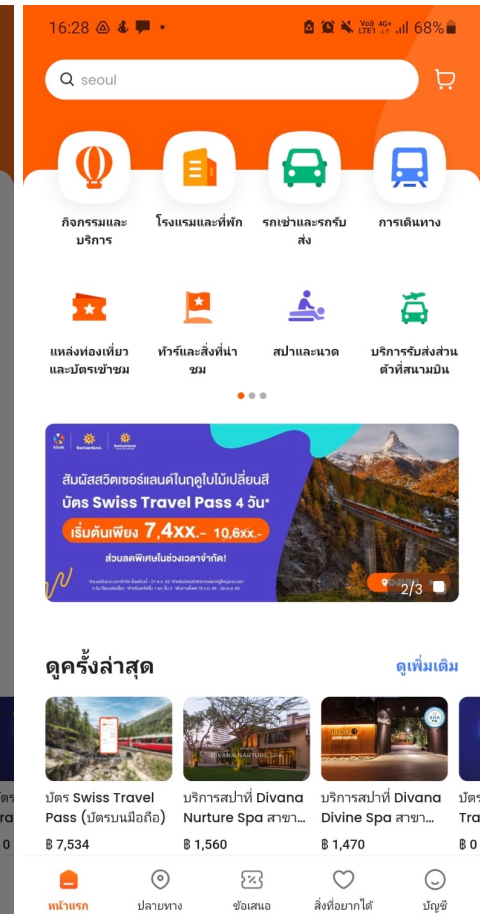 16:28
Vo)) 4G+
LTE1
68%
seoul
กิจกรรมและ
บริการ
โรงแรมและที่พัก
รถเช่าและรถรับ
ส่ง
การเดินทาง
แหล่งท่องเที่ยว
และบัตรเข้าชม
ทัวร์และสิ่งที่น่า
ชม
สปาและนวด
บริการรับส่งส่วน
ตัวที่สนามบิน
klook
Switzerland.
สัมผัสสวิตเซอร์แลนด์ในฤดูใบไม้เปลี่ยนสี
บัตร Swiss Travel Pass 4 วัน*
เริ่มต้นเพียง 7,4xx.- 10,6xx.-
ส่วนลดพิเศษในช่วงเวลาจำกัด!
2/3
ดูครั้งล่าสุด
ดูเพิ่มเติม
DIVANA NARTURE SPA
SHA
บัตร Swiss Travel
Pass (บัตรบนมือถือ)
฿ 7,534
บริการสปาที่ Divana
Nurture Spa สาขา...
฿ 1,560
บริการสปาที่ Divana
Divine Spa สาขา...
฿ 1,470
บัตร
Tra
฿ 0
หน้าแรก
ปลายทาง
ข้อเสนอ
สิ่งที่อยากได้
บัญชี